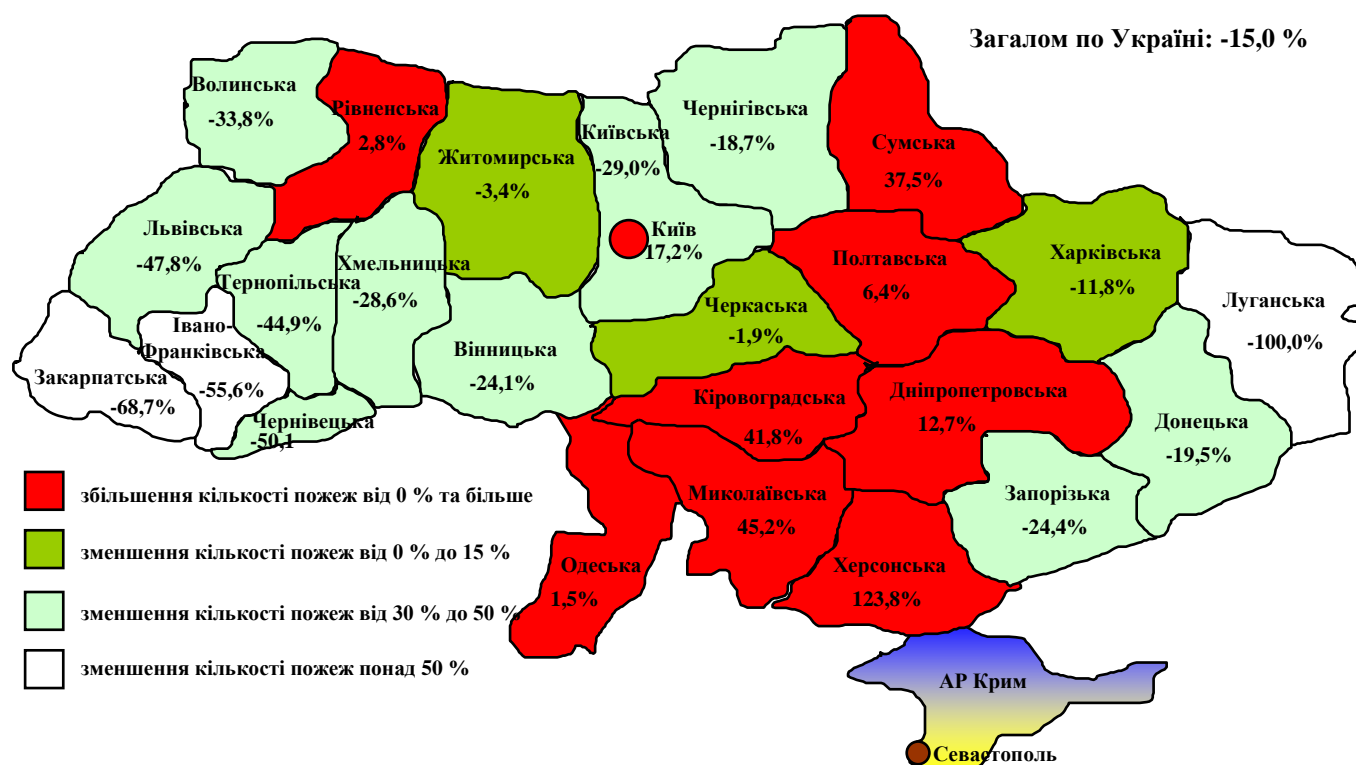 Загалом по Україні: -15,0 %
Волинська
-33,8%
Рівненська
2,8%
Житомирська
-3,4%
Київська
-29,0%
Чернігівська
-18,7%
Сумська
37,5%
Львівська
-47,8%
Тернопільська
-44,9%
Хмельницька
-28,6%
Київ
17,2%
Полтавська
6,4%
Харківська
-11,8%
Луганська
-100,0%
Черкаська
-1,9%
Івано-
Франківська
-55,6%
Закарпатська
-68,7%
Вінницька
-24,1%
Чернівецька
-50,1
Кіровоградська
41,8%
Дніпропетровська
12,7%
Донецька
-19,5%
Миколаївська
45,2%
Запорізька
-24,4%
Одеська
1,5%
Херсонська
123,8%
АР Крим
Севастополь
збільшення кількості пожеж від 0 % та більше
зменшення кількості пожеж від 0 % до 15 %
зменшення кількості пожеж від 30 % до 50 %
зменшення кількості пожеж понад 50 %